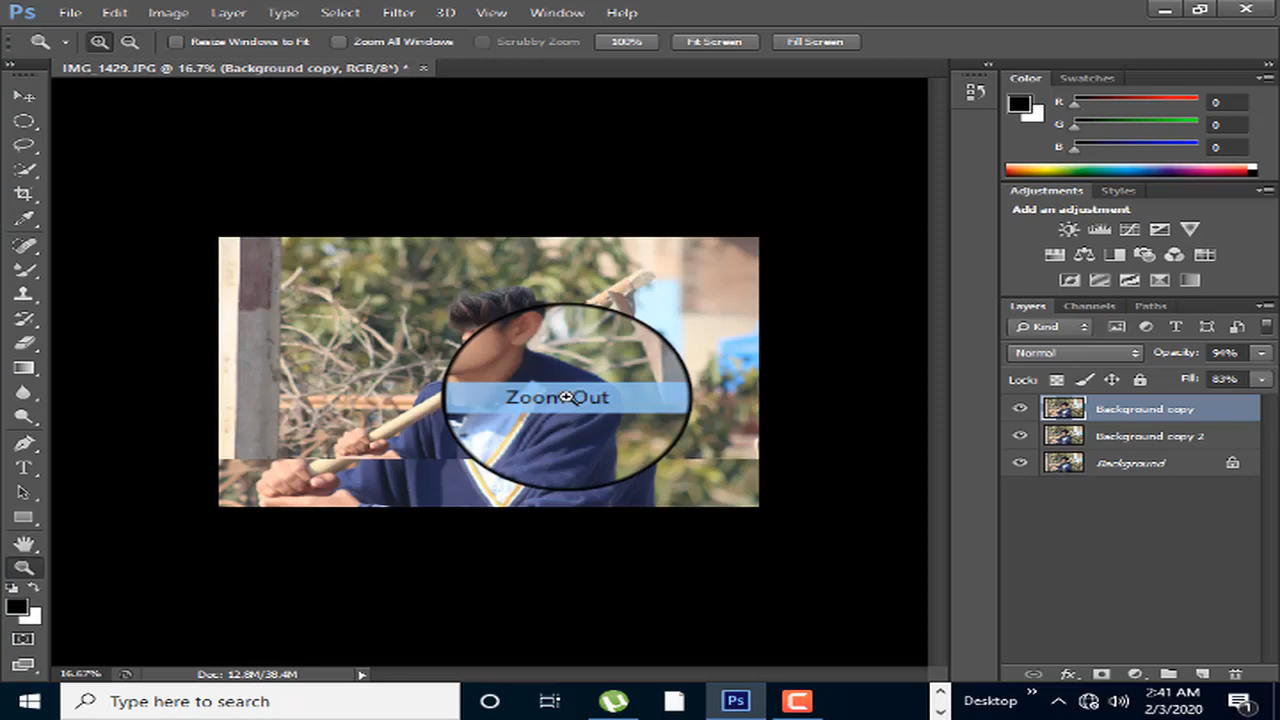 Ps File Edit Image Layer Type Select Filter 3D View Window Help
Resize Windows to Fit Zoom All Windows Scrubby Zoom 100% Fit Screen Fill Screen
IMG_1429.JPG @ 16.7% (Background copy, RGB/8*) *
Color Swatches
R 0
G 0
B 0
Adjustments Styles
Add an adjustment
Layers Channels Paths
Kind
Normal Opacity: 94%
Lock: Fill: 83%
Background copy
Background copy 2
Background
Zoom Out
16.67% Doc: 12.8M/38.4M
Type here to search
Ps
Desktop
2:41 AM
2/3/2020
1